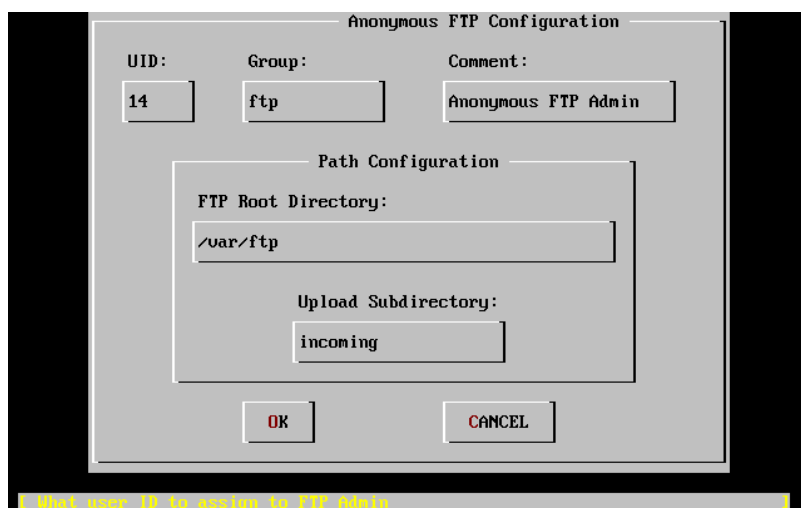 Anonymous FTP Configuration
UID: Group: Comment:
14 ftp Anonymous FTP Admin
Path Configuration
FTP Root Directory:
/var/ftp
Upload Subdirectory:
incoming
OK CANCEL
[ What user ID to assign to FTP Admin ]